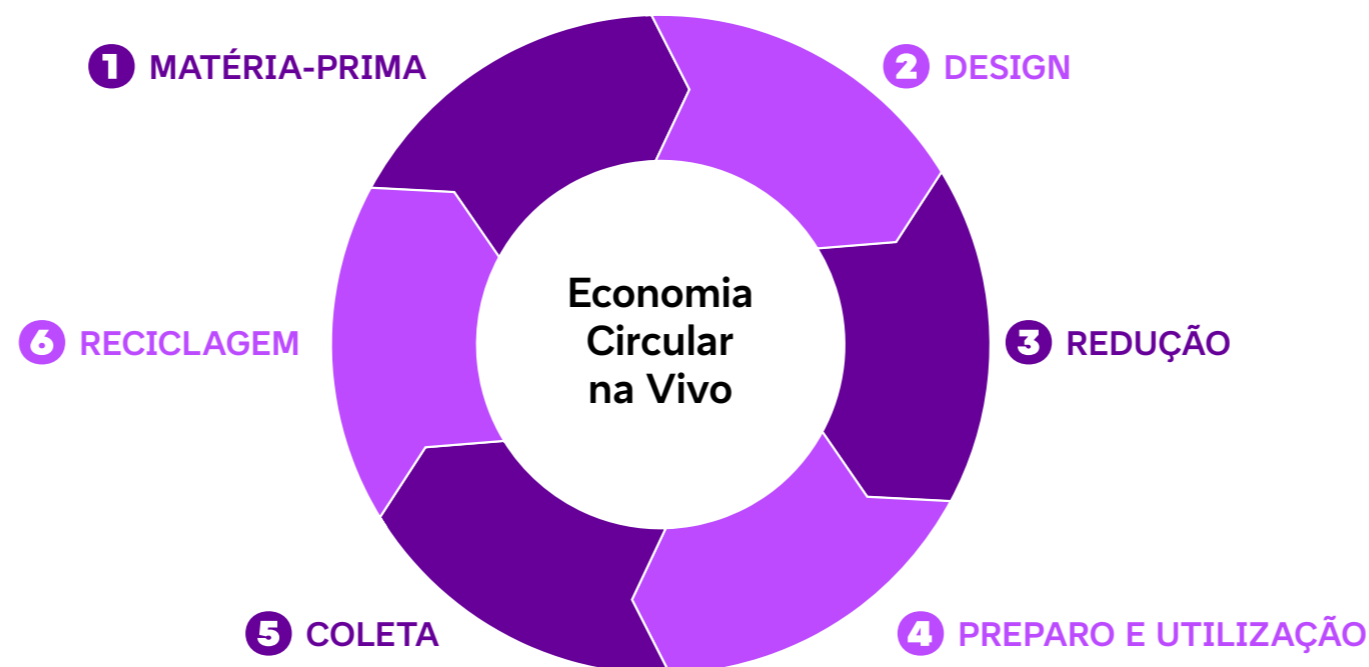 1 MATÉRIA-PRIMA
2 DESIGN
Economia
Circular
na Vivo
3 REDUÇÃO
4 PREPARO E UTILIZAÇÃO
5 COLETA
6 RECICLAGEM